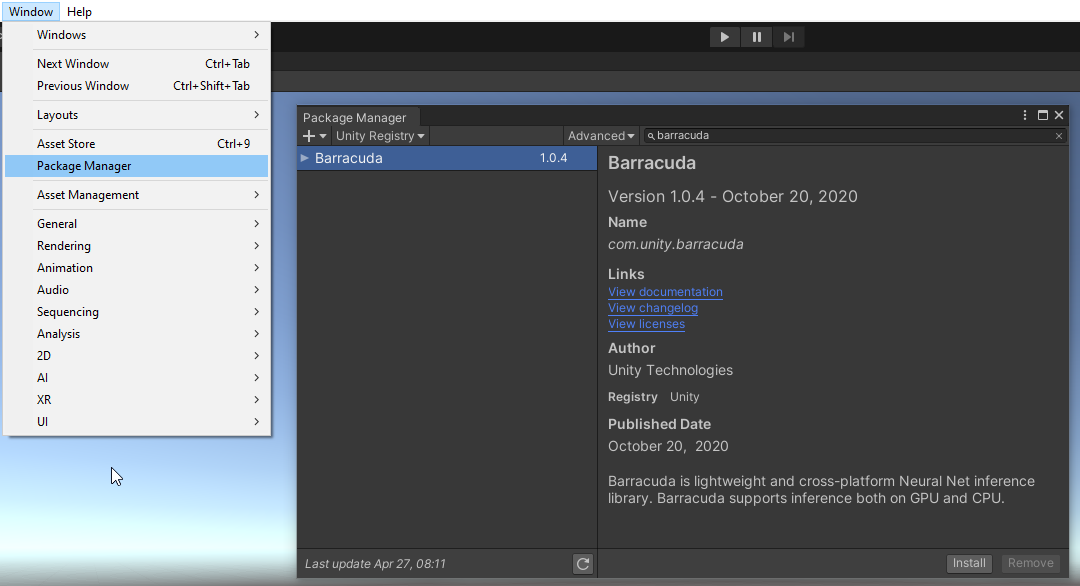 Window Help
Windows
Next Window Ctrl+Tab
Previous Window Ctrl+Shift+Tab
Layouts
Asset Store Ctrl+9
Package Manager
Asset Management
General
Rendering
Animation
Audio
Sequencing
Analysis
2D
AI
XR
UI
Package Manager
Unity Registry Advanced barracuda
Barracuda 1.0.4
Last update Apr 27, 08:11
Barracuda
Version 1.0.4 - October 20, 2020
Name
com.unity.barracuda
Links
View documentation
View changelog
View licenses
Author
Unity Technologies
Registry Unity
Published Date
October 20, 2020
Barracuda is lightweight and cross-platform Neural Net inference
library. Barracuda supports inference both on GPU and CPU.
Install Remove